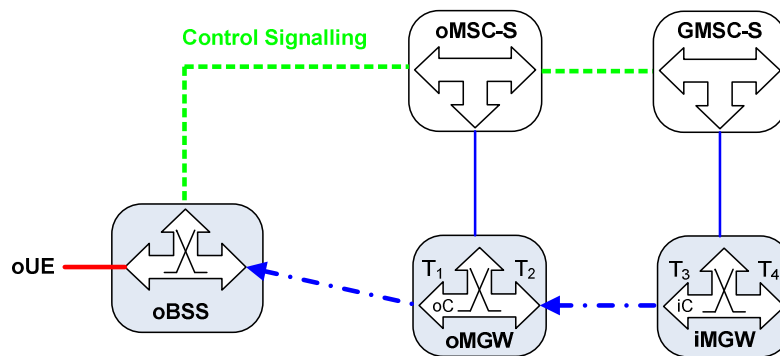 Control Signalling
oMSC-S
GMSC-S
oUE
oBSS
T1
T2
oC
oMGW
T3
T4
iC
iMGW